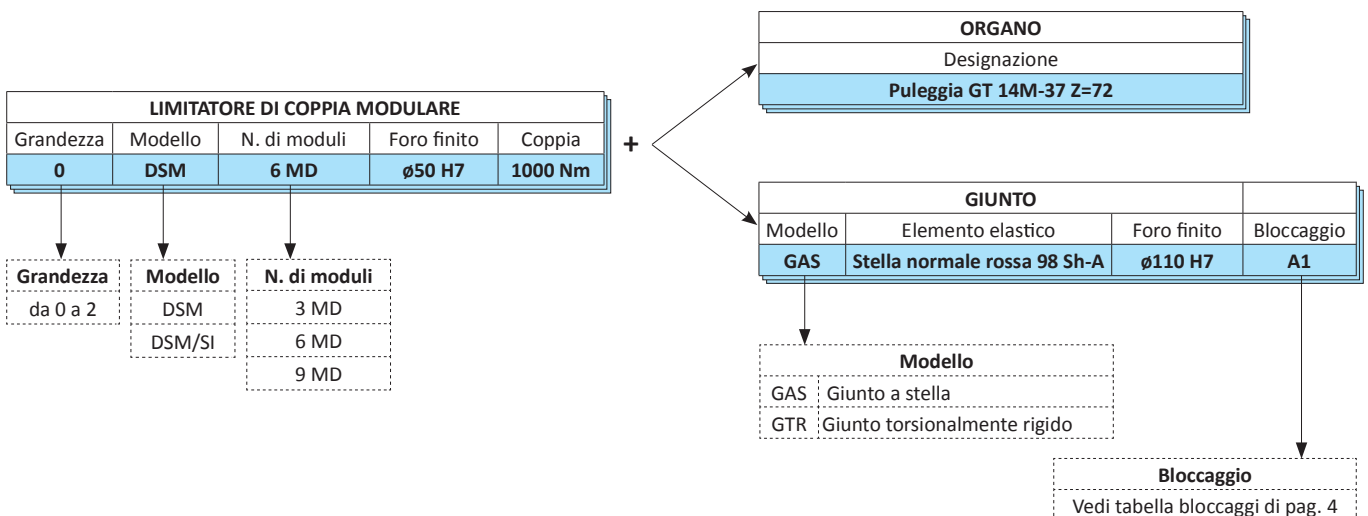 LIMITATORE DI COPPIA MODULARE
Grandezza Modello N. di moduli Foro finito Coppia
0 DSM 6 MD ø50 H7 1000 Nm
+
ORGANO
Designazione
Puleggia GT 14M-37 Z=72
GIUNTO
Modello Elemento elastico Foro finito Bloccaggio
GAS Stella normale rossa 98 Sh-A ø110 H7 A1
Grandezza
da 0 a 2
Modello
DSM
DSM/SI
N. di moduli
3 MD
6 MD
9 MD
Modello
GAS Giunto a stella
GTR Giunto torsionalmente rigido
Bloccaggio
Vedi tabella bloccaggi di pag. 4